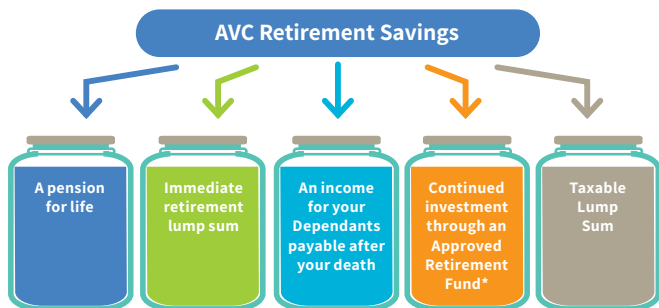 AVC Retirement Savings
A pension
for life
Immediate
retirement
lump sum
An income
for your
Dependants
payable after
your death
Continued
investment
through an
Approved
Retirement
Fund*
Taxable
Lump
Sum